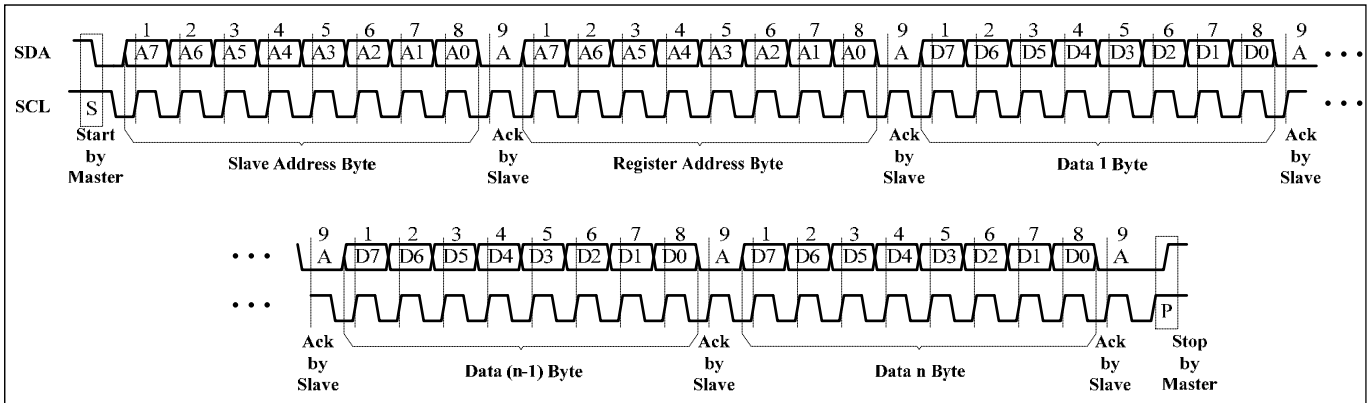 1 2 3 4 5 6 7 8 9 1 2 3 4 5 6 7 8 9 1 2 3 4 5 6 7 8 9
SDA A7 A6 A5 A4 A3 A2 A1 A0 A A7 A6 A5 A4 A3 A2 A1 A0 A D7 D6 D5 D4 D3 D2 D1 D0 A • • •
SCL S • • •
Start by Master
Slave Address Byte
Ack by Slave
Register Address Byte
Ack by Slave
Data 1 Byte
Ack by Slave
9 1 2 3 4 5 6 7 8 9 1 2 3 4 5 6 7 8 9
• • • A D7 D6 D5 D4 D3 D2 D1 D0 A D7 D6 D5 D4 D3 D2 D1 D0 A
• • • P
Ack by Slave
Data (n-1) Byte
Ack by Slave
Data n Byte
Ack by Slave
Stop by Master